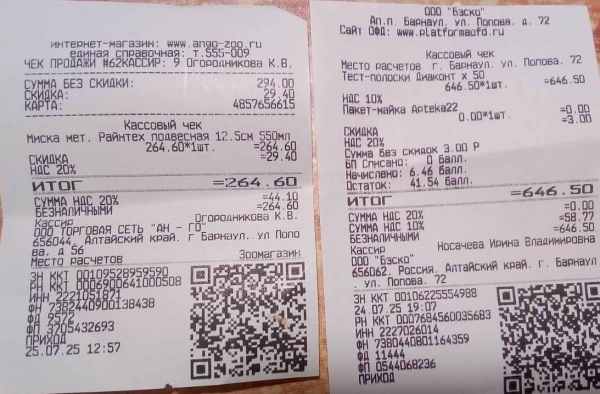 интернет-магазин: www.ango-zoo.ru
единая справочная: т.555-009
ЧЕК ПРОДАЖИ #62КАССИР: 9 Огородникова К.В.
СУММА БЕЗ СКИДКИ: 294.00
СКИДКА: 29.40
КАРТА: 4857656615
Кассовый чек
Миска мет. Райнтех подвесная 12.5см 550мл
264.60*1шт. =264.60
СКИДКА =29.40
НДС 20%
ИТОГ =264.60
СУММА НДС 20% =44.10
БЕЗНАЛИЧНЫМИ =264.60
Кассир Огородникова К.В.
ООО ТОРГОВАЯ СЕТЬ "АН - ГО"
656044, Алтайский край, г Барнаул, ул Попо
ва, д 56
Место расчетов Зоомагазин
ЗН ККТ 00109528959590
РН ККТ 0006900641000508
ИНН 2221051821
ФН 7382440900138438
ФД 9572
ФП 3705432693
ПРИХОД
25.07.25 12:57
ООО "Бэско"
Ап.п. Барнаул, ул. Попова, д. 72
Сайт ОФД: www.platformaofd.ru
Кассовый чек
Место расчетов г. Барнаул ул. Попова, 72
Тест-полоски Диаконт х 50
646.50*1шт. =646.50
НДС 10%
Пакет-майка Apteka22
0.00*1шт. =0.00
СКИДКА =3.00
НДС 20%
Сумма без скидок 3.00 Р
БП Списано: 0 балл.
Начислено: 6.46 балл.
Остаток: 41.54 балл.
ИТОГ =646.50
СУММА НДС 20% =0.00
СУММА НДС 10% =58.77
БЕЗНАЛИЧНЫМИ =646.50
Кассир Носачева Ирина Владимировна
ООО "Бэско"
656062, Россия, Алтайский край, г. Барнаул
, ул. Попова, 72
ЗН ККТ 00106225554988
24.07.25 19:07
РН ККТ 0007684560035683
ИНН 2227026014
ФН 7380440801164359
ФД 11444
ФП 0544068236
ПРИХОД